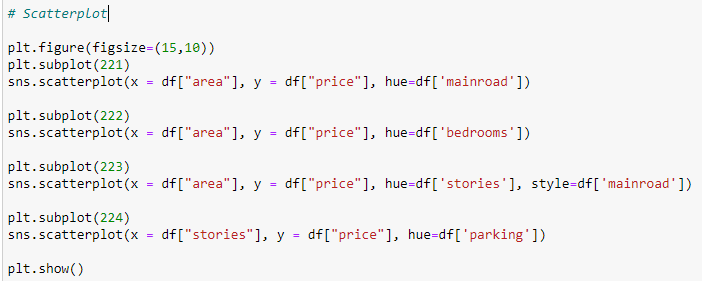 # Scatterplot
plt.figure(figsize=(15,10))
plt.subplot(221)
sns.scatterplot(x = df["area"], y = df["price"], hue=df['mainroad'])
plt.subplot(222)
sns.scatterplot(x = df["area"], y = df["price"], hue=df['bedrooms'])
plt.subplot(223)
sns.scatterplot(x = df["area"], y = df["price"], hue=df['stories'], style=df['mainroad'])
plt.subplot(224)
sns.scatterplot(x = df["stories"], y = df["price"], hue=df['parking'])
plt.show()